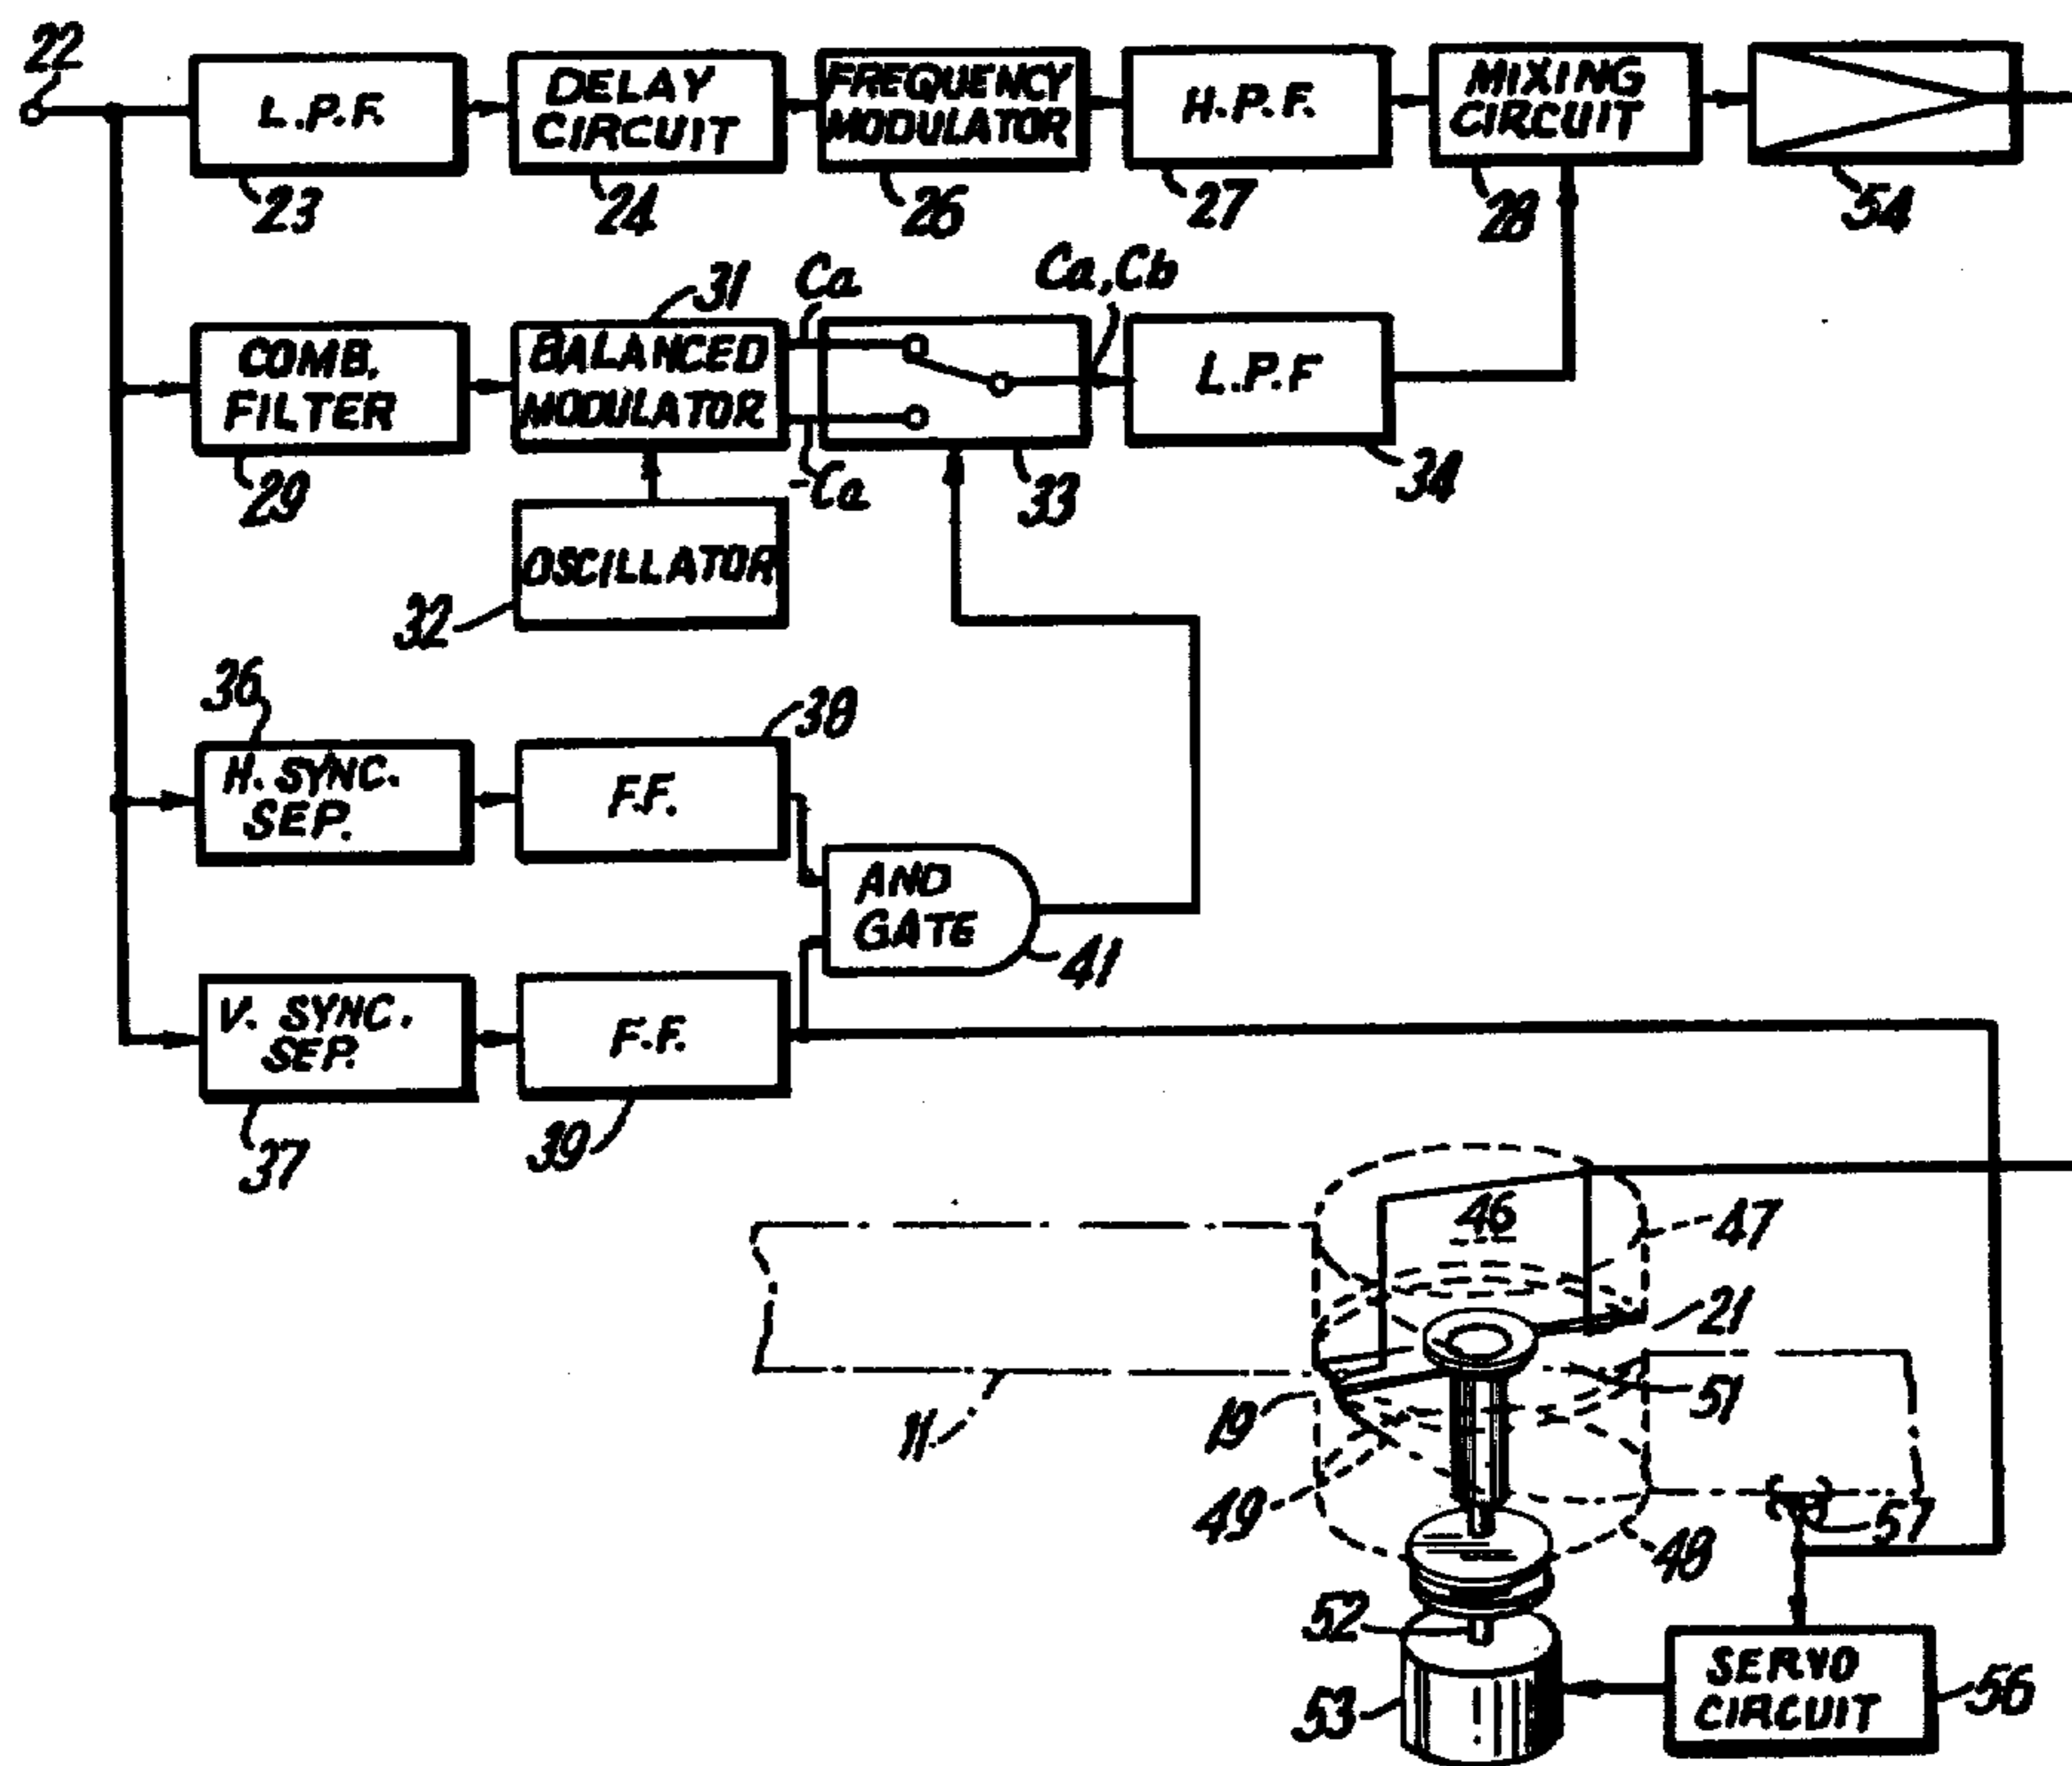 22
L.P.F.
DELAY
CIRCUIT
FREQUENCY
MODULATOR
H.P.F.
MIXING
CIRCUIT
23
24
26
27
28
54
31
Ca
Ca,Cb
COMB.
FILTER
BALANCED
MODULATOR
L.P.F
29
-Ca
33
34
OSCILLATOR
32
36
38
H. SYNC.
SEP.
F.F.
AND
GATE
41
V. SYNC.
SEP.
F.F.
37
39
46
47
21
11
19
51
49
57
48
52
53
SERVO
CIRCUIT
56